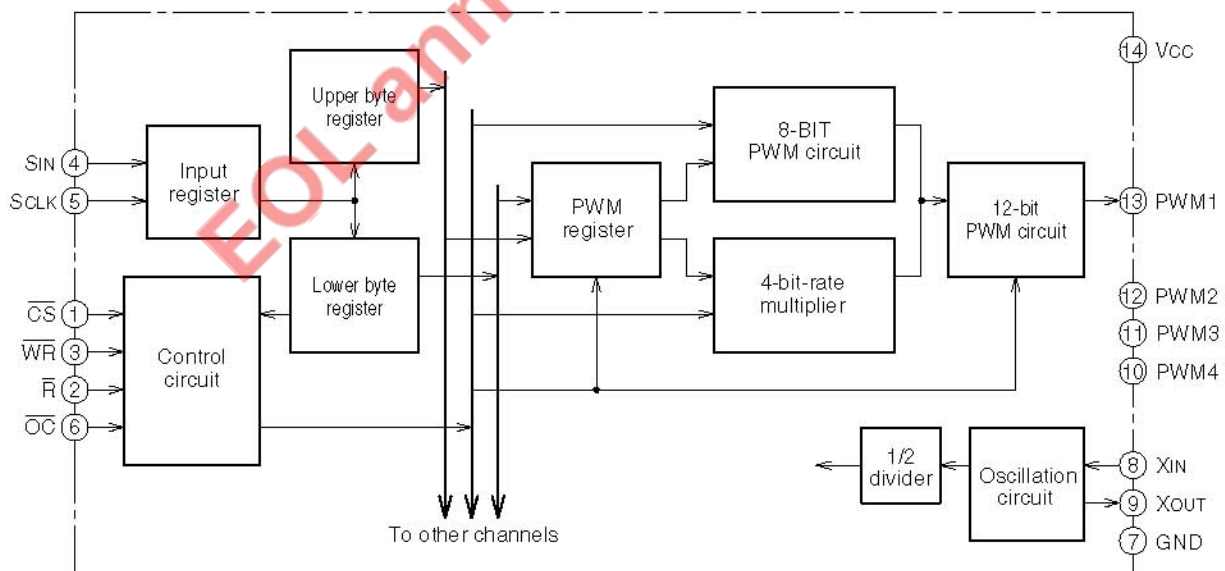 EOL ann
Upper byte
register
SIN 4
SCLK 5
Input
register
Lower byte
register
C̅S̅ 1
W̅R̅ 3
R̅ 2
O̅C̅ 6
Control
circuit
To other channels
PWM
register
8-BIT
PWM circuit
4-bit-rate
multiplier
12-bit
PWM circuit
1/2
divider
Oscillation
circuit
14 VCC
13 PWM1
12 PWM2
11 PWM3
10 PWM4
8 XIN
9 XOUT
7 GND